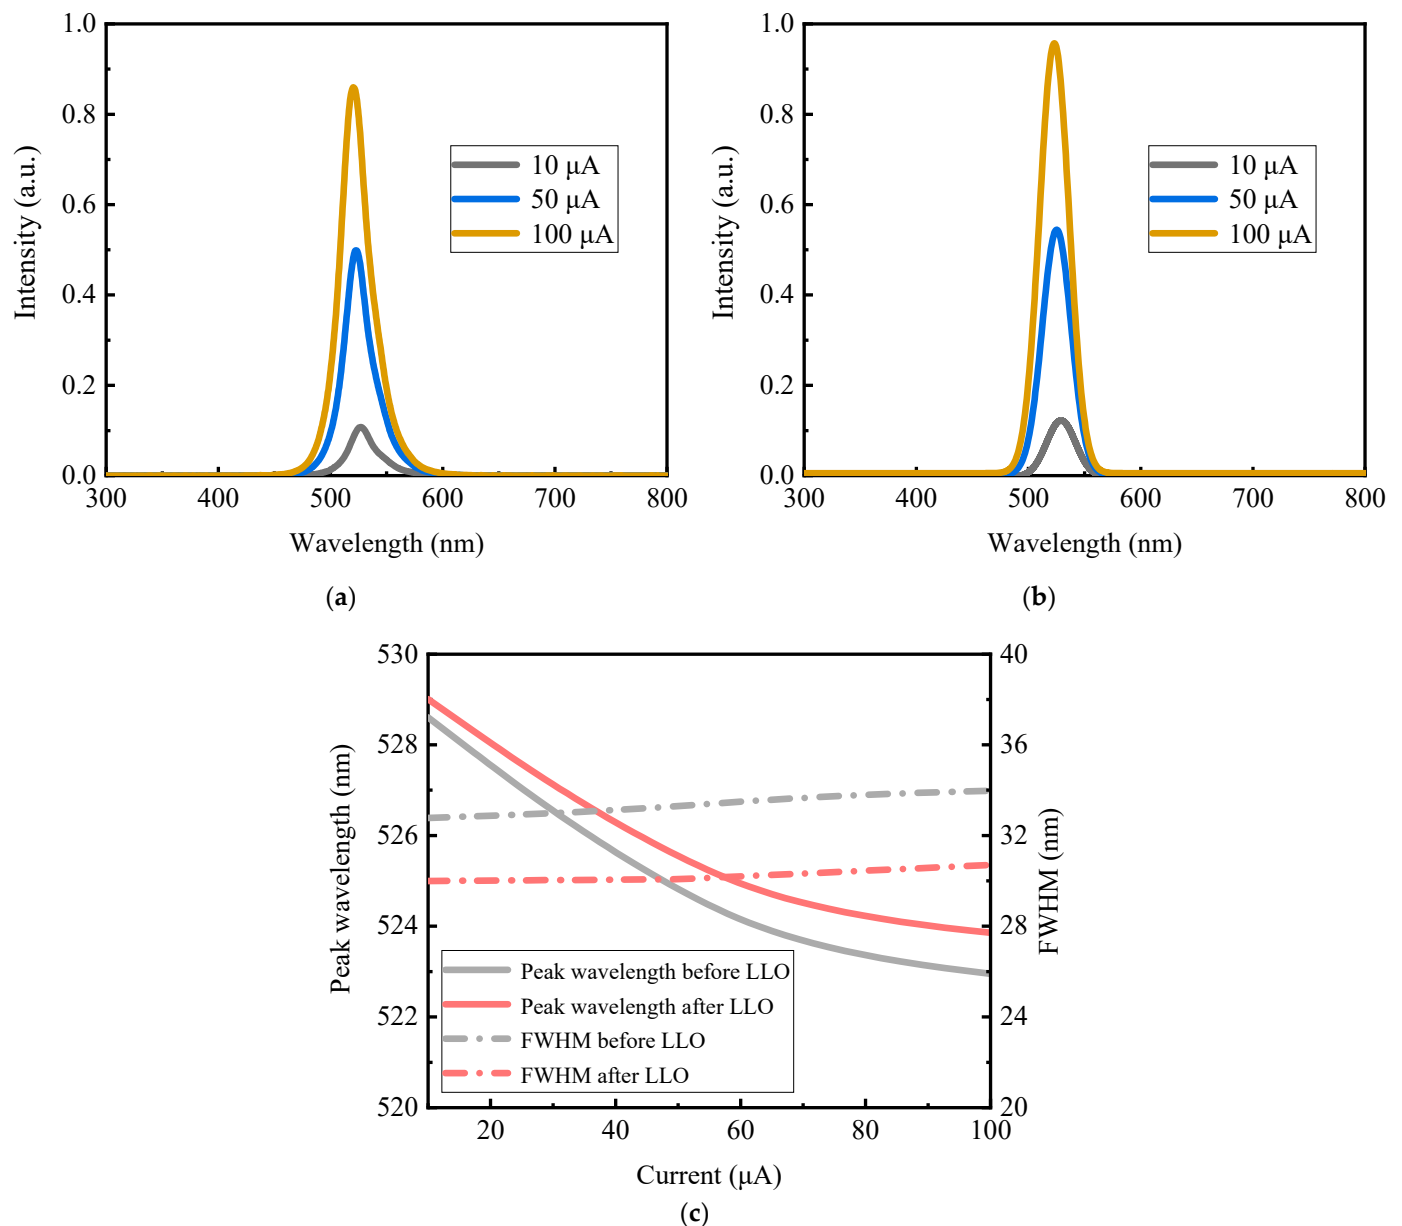 1.0
0.8
0.6
0.4
0.2
0.0
Intensity (a.u.)
10 μA
50 μA
100 μA
300 400 500 600 700 800
Wavelength (nm)
(a)
1.0
0.8
0.6
0.4
0.2
0.0
Intensity (a.u.)
10 μA
50 μA
100 μA
300 400 500 600 700 800
Wavelength (nm)
(b)
530
528
526
524
522
520
Peak wavelength (nm)
40
36
32
28
24
20
FWHM (nm)
Peak wavelength before LLO
Peak wavelength after LLO
FWHM before LLO
FWHM after LLO
20 40 60 80 100
Current (μA)
(c)